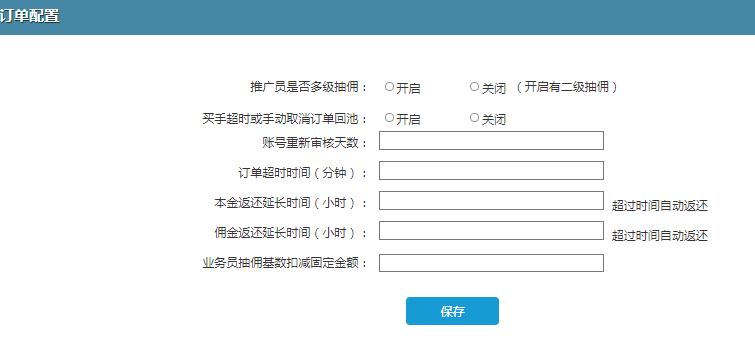 订单配置
推广员是否多级抽佣： 开启 关闭 （开启有二级抽佣）
买手超时或手动取消订单回池： 开启 关闭
账号重新审核天数：
订单超时时间（分钟）：
本金返还延长时间（小时）： 超过时间自动返还
佣金返还延长时间（小时）： 超过时间自动返还
业务员抽佣基数扣减固定金额：
保存